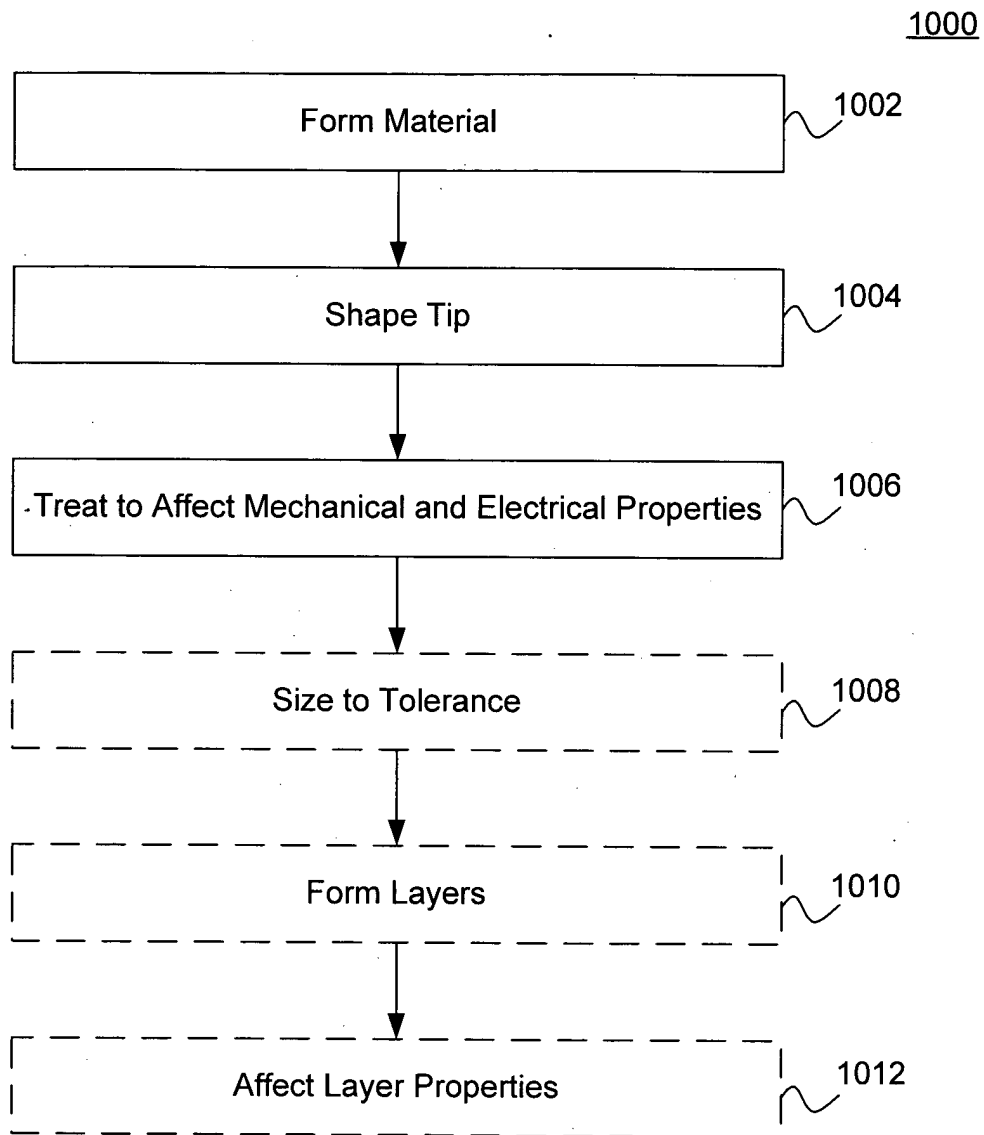 1000
Form Material
1002
Shape Tip
1004
Treat to Affect Mechanical and Electrical Properties
1006
Size to Tolerance
1008
Form Layers
1010
Affect Layer Properties
1012